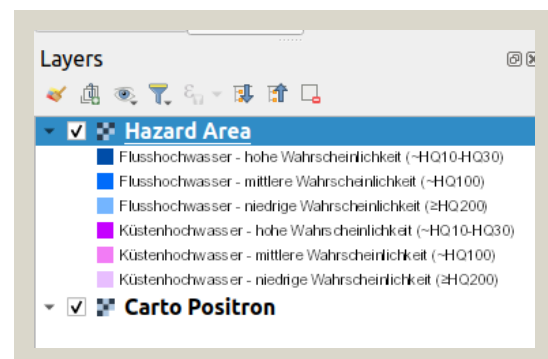 Layers
Hazard Area
Flusshochwasser - hohe Wahrscheinlichkeit (~HQ10-HQ30)
Flusshochwasser - mittlere Wahrscheinlichkeit (~HQ100)
Flusshochwasser - niedrige Wahrscheinlichkeit (≥HQ200)
Küstenhochwasser - hohe Wahrscheinlichkeit (~HQ10-HQ30)
Küstenhochwasser - mittlere Wahrscheinlichkeit (~HQ100)
Küstenhochwasser - niedrige Wahrscheinlichkeit (≥HQ200)
Carto Positron